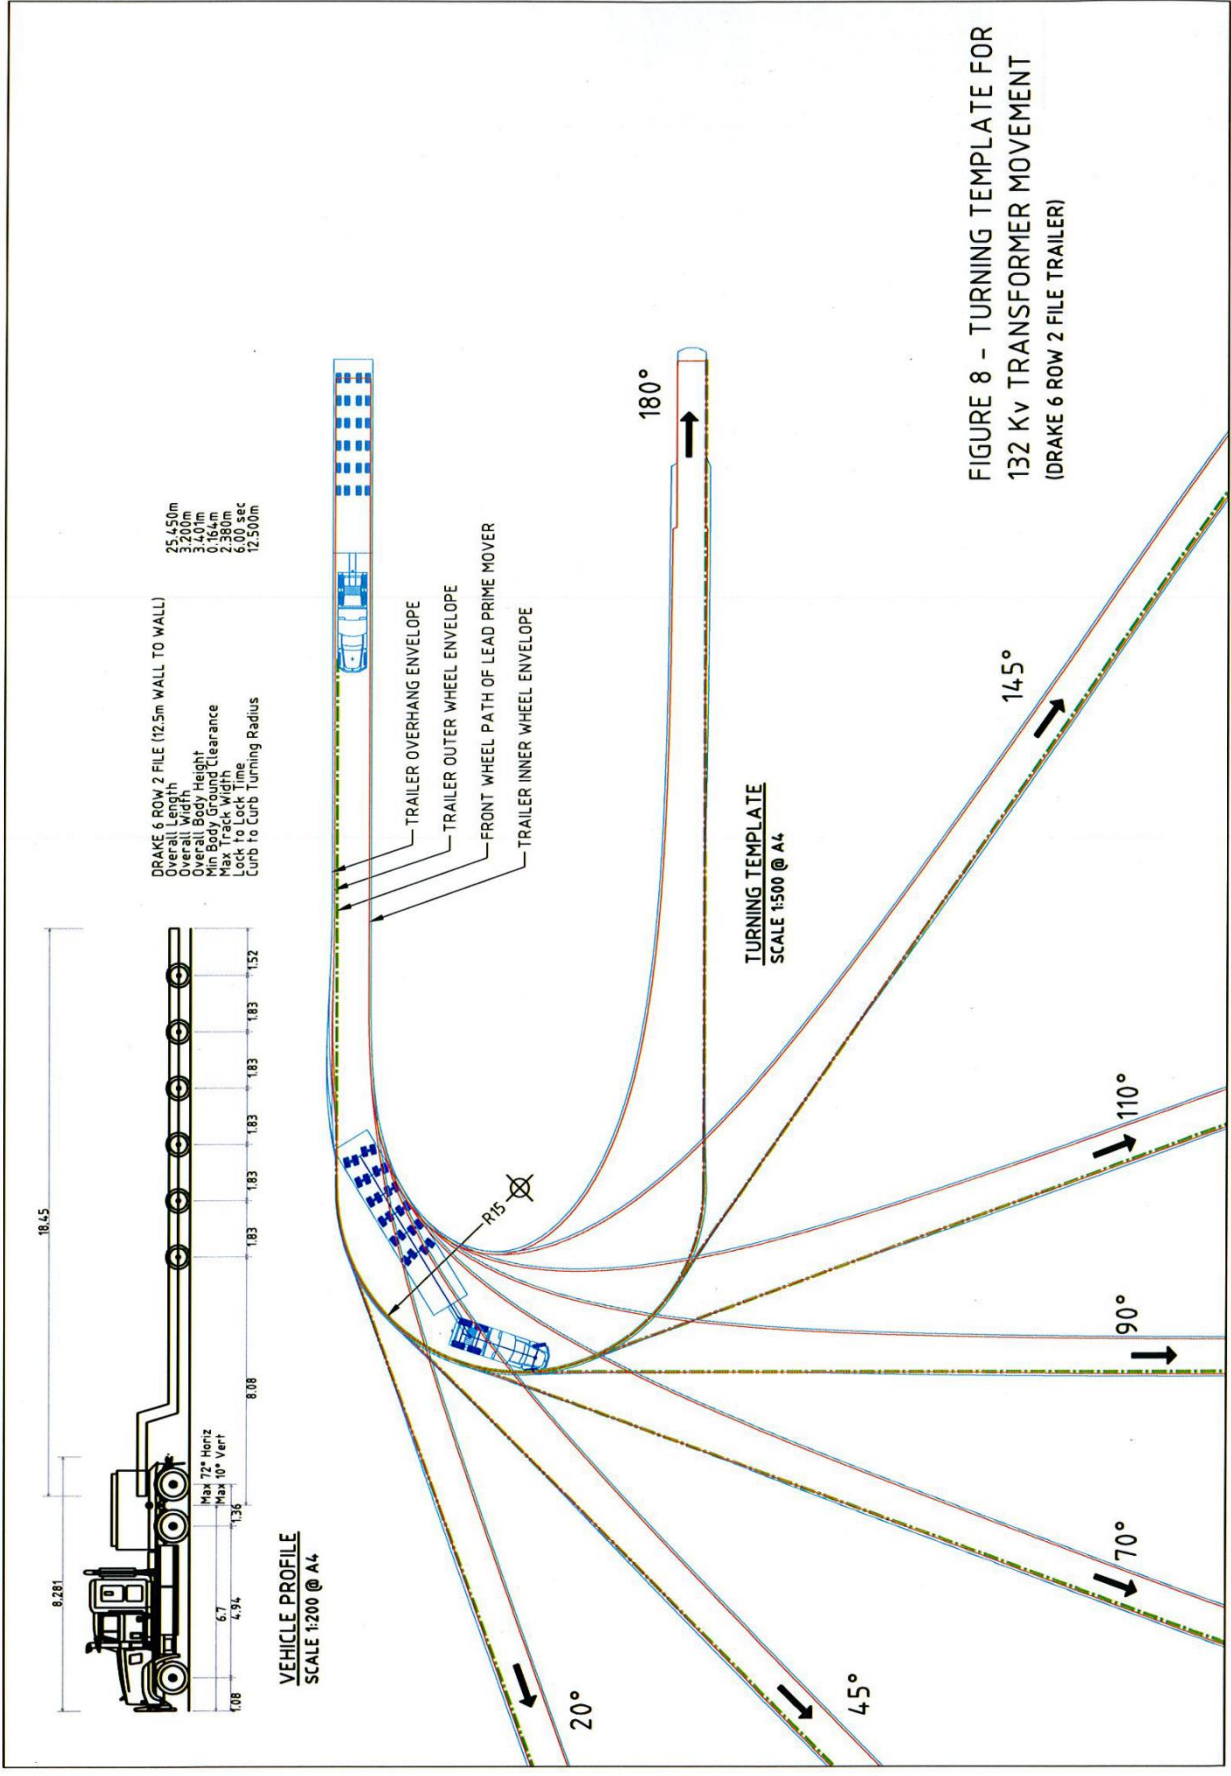 18.45
8.281
Max 72° Horiz
Max 10° Vert
6.7
1.08
4.94
1.36
8.08
1.83
1.83
1.83
1.83
1.83
1.52
VEHICLE PROFILE
SCALE 1:200 @ A4
DRAKE 6 ROW 2 FILE (12.5m WALL TO WALL)
Overall Length 25.450m
Overall Width 3.200m
Overall Body Height 3.401m
Min Body Ground Clearance 0.164m
Max Track Width 2.380m
Lock to Lock Time 6.00 sec
Curb to Curb Turning Radius 12.500m
TRAILER OVERHANG ENVELOPE
TRAILER OUTER WHEEL ENVELOPE
FRONT WHEEL PATH OF LEAD PRIME MOVER
TRAILER INNER WHEEL ENVELOPE
R15
20°
45°
70°
90°
110°
145°
180°
TURNING TEMPLATE
SCALE 1:500 @ A4
FIGURE 8 - TURNING TEMPLATE FOR
132 Kv TRANSFORMER MOVEMENT
(DRAKE 6 ROW 2 FILE TRAILER)